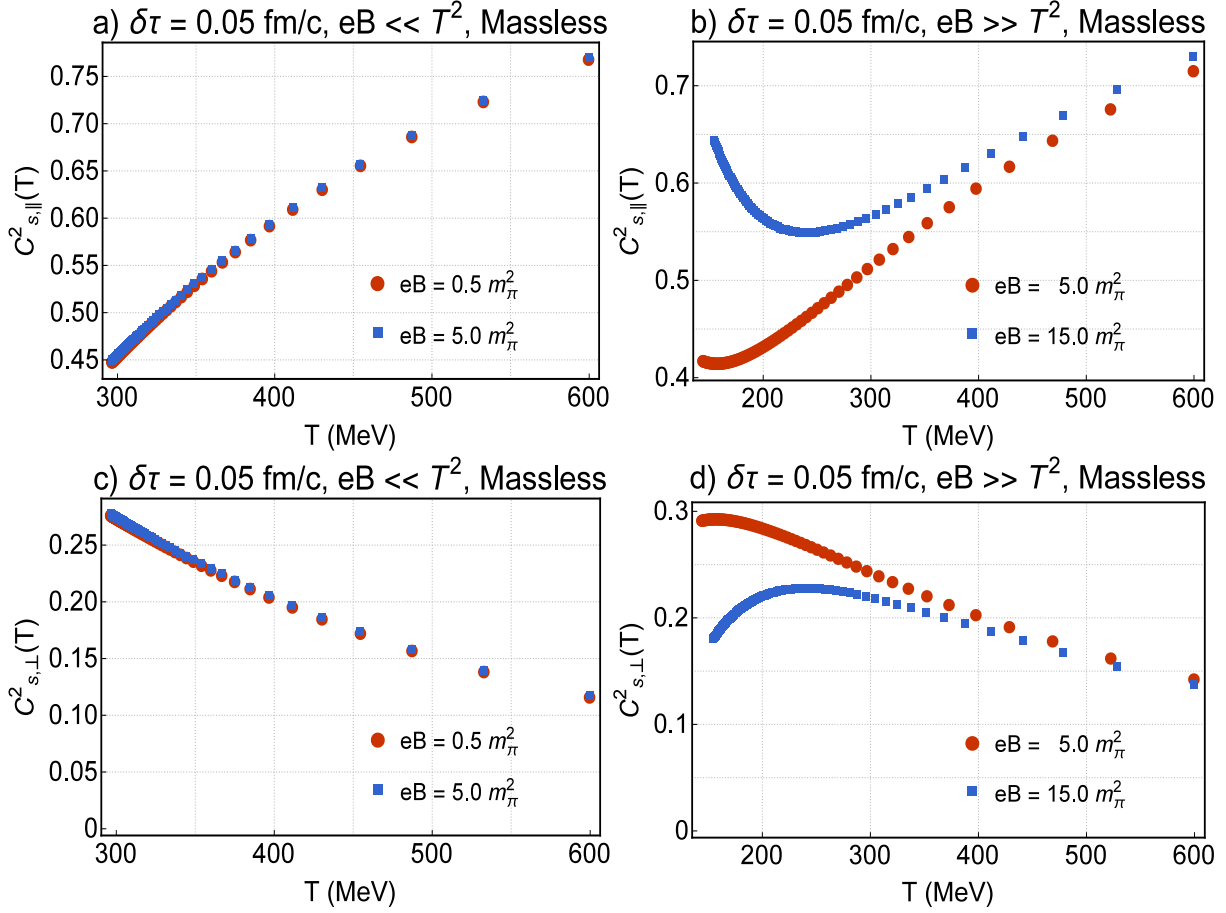 a) δτ = 0.05 fm/c, eB << T², Massless
C²s,∥(T)
0.75
0.70
0.65
0.60
0.55
0.50
0.45
eB = 0.5 m²π
eB = 5.0 m²π
300 400 500 600
T (MeV)
b) δτ = 0.05 fm/c, eB >> T², Massless
C²s,∥(T)
0.7
0.6
0.5
0.4
eB = 5.0 m²π
eB = 15.0 m²π
200 300 400 500 600
T (MeV)
c) δτ = 0.05 fm/c, eB << T², Massless
C²s,⊥(T)
0.25
0.20
0.15
0.10
0.05
0
eB = 0.5 m²π
eB = 5.0 m²π
300 400 500 600
T (MeV)
d) δτ = 0.05 fm/c, eB >> T², Massless
C²s,⊥(T)
0.3
0.2
0.1
0
eB = 5.0 m²π
eB = 15.0 m²π
200 300 400 500 600
T (MeV)